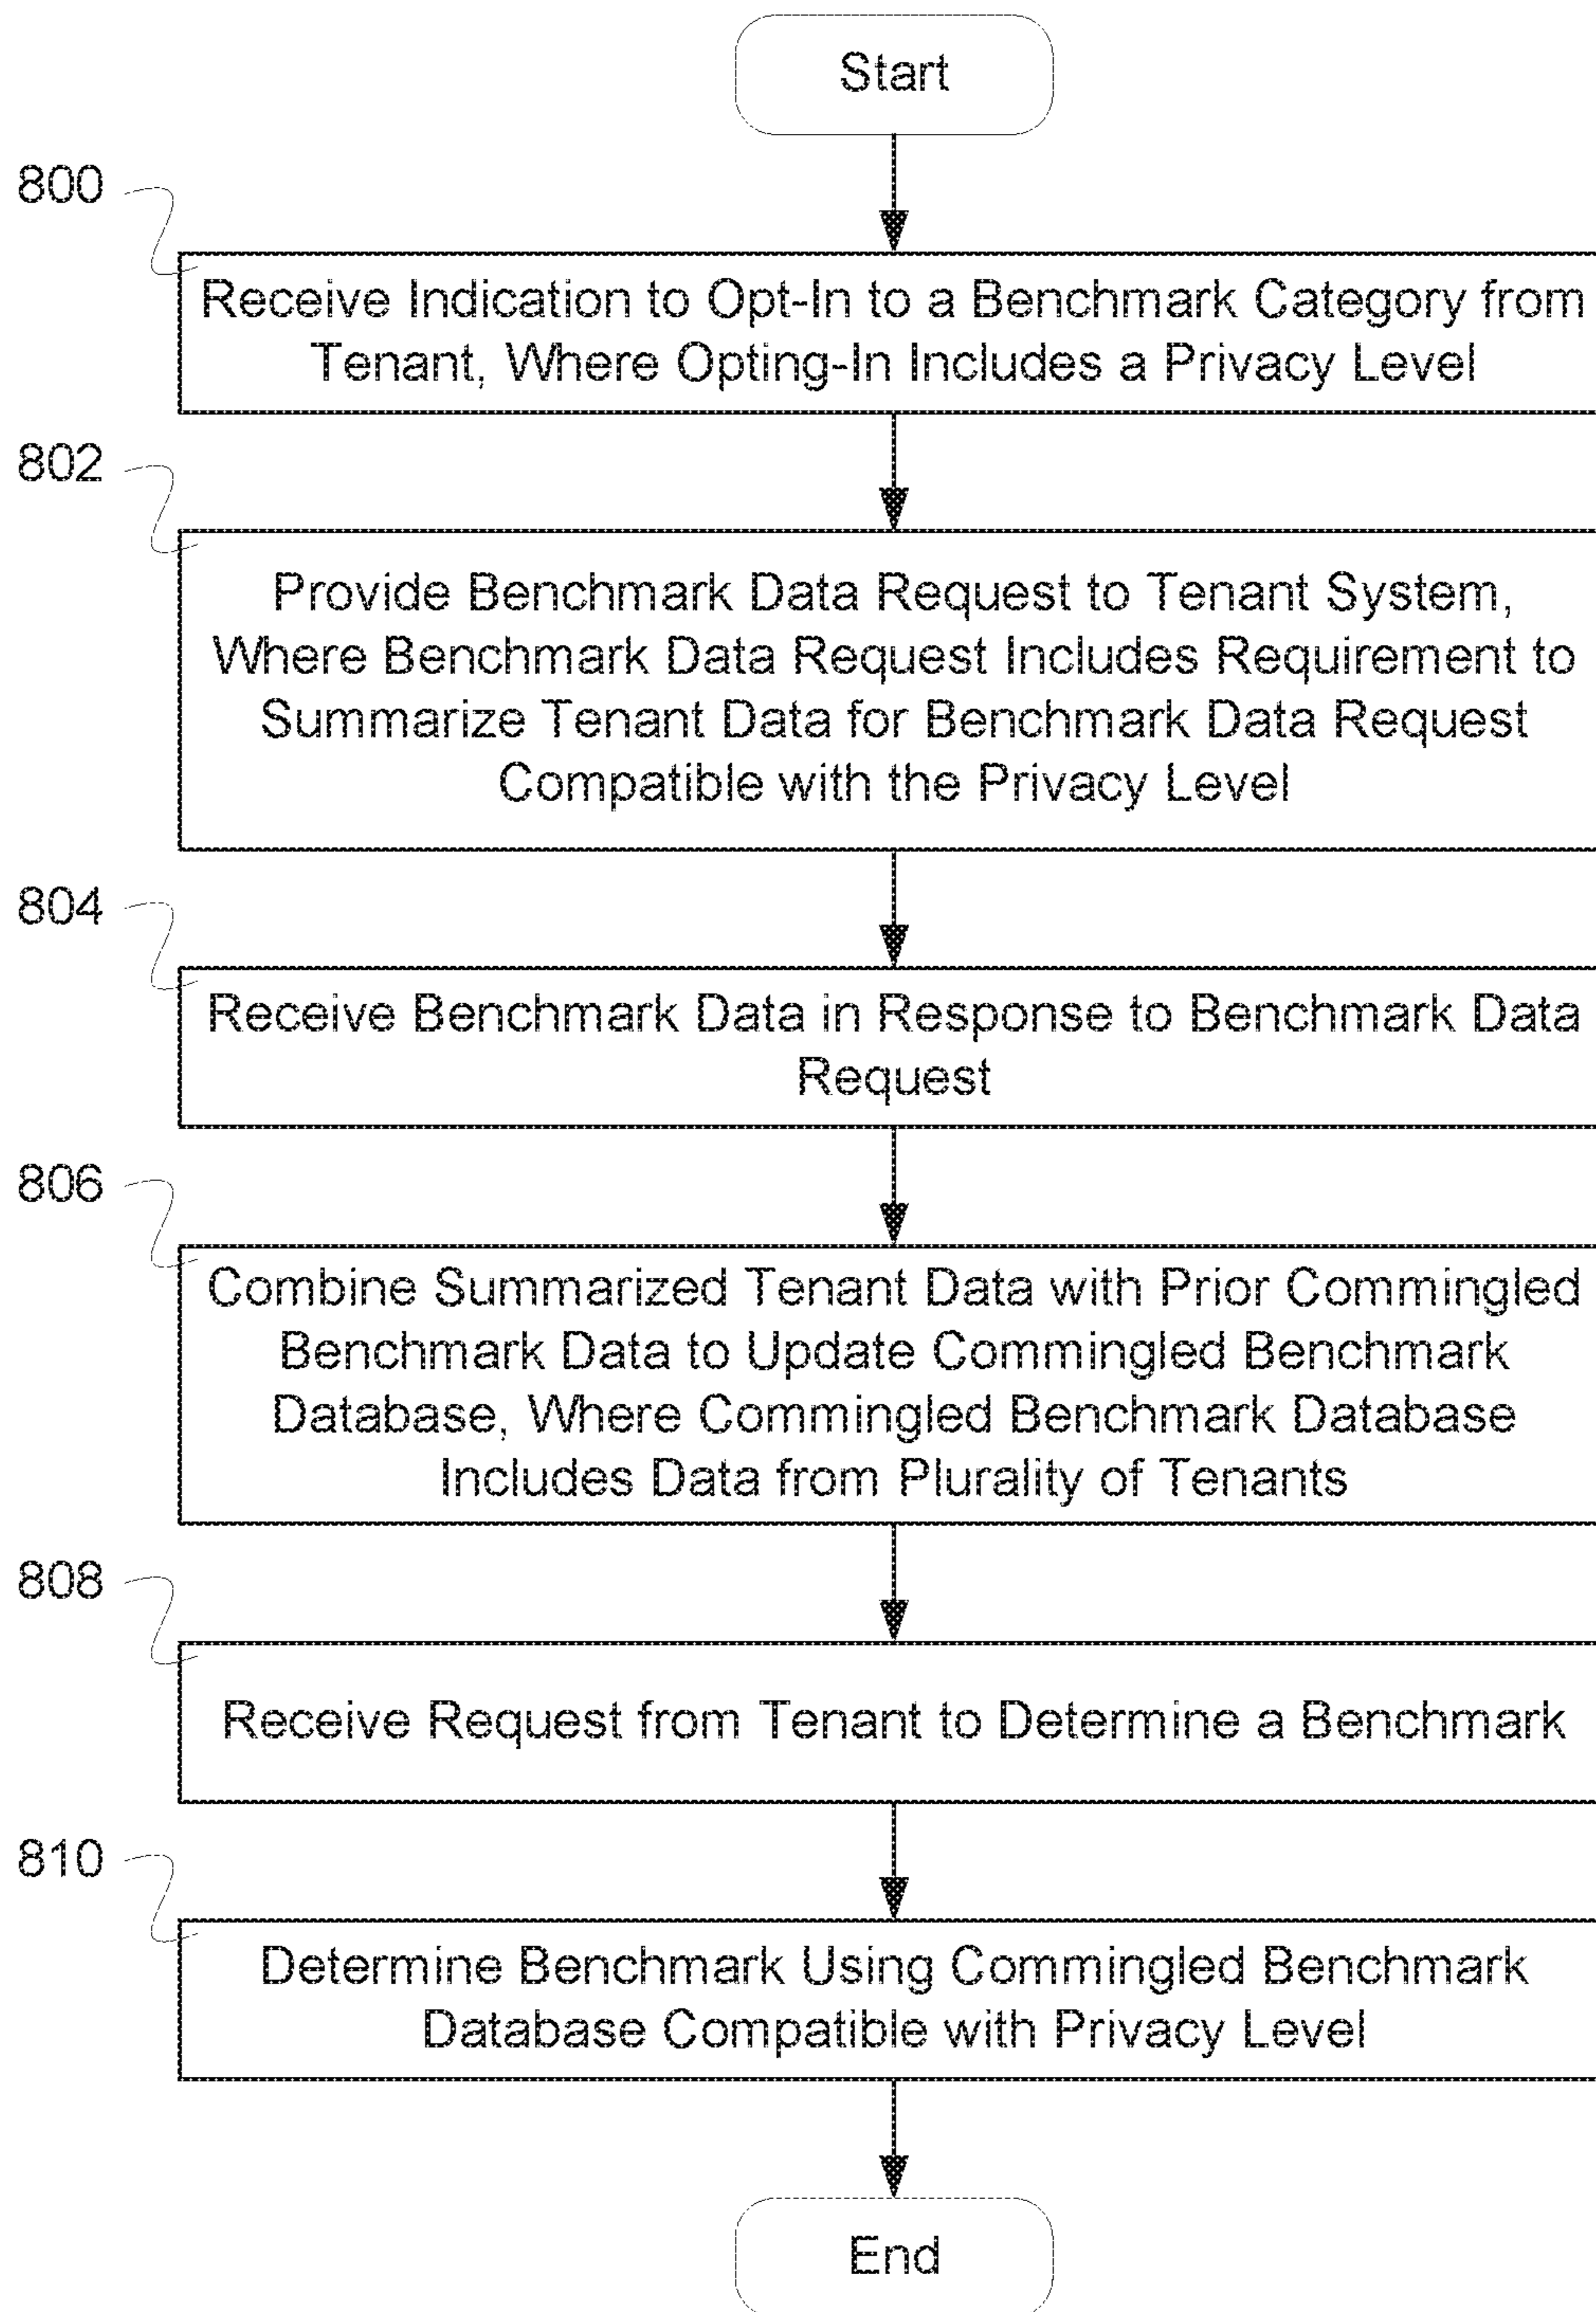 Start
800
Receive Indication to Opt-In to a Benchmark Category from
Tenant, Where Opting-In Includes a Privacy Level
802
Provide Benchmark Data Request to Tenant System,
Where Benchmark Data Request Includes Requirement to
Summarize Tenant Data for Benchmark Data Request
Compatible with the Privacy Level
804
Receive Benchmark Data in Response to Benchmark Data
Request
806
Combine Summarized Tenant Data with Prior Commingled
Benchmark Data to Update Commingled Benchmark
Database, Where Commingled Benchmark Database
Includes Data from Plurality of Tenants
808
Receive Request from Tenant to Determine a Benchmark
810
Determine Benchmark Using Commingled Benchmark
Database Compatible with Privacy Level
End